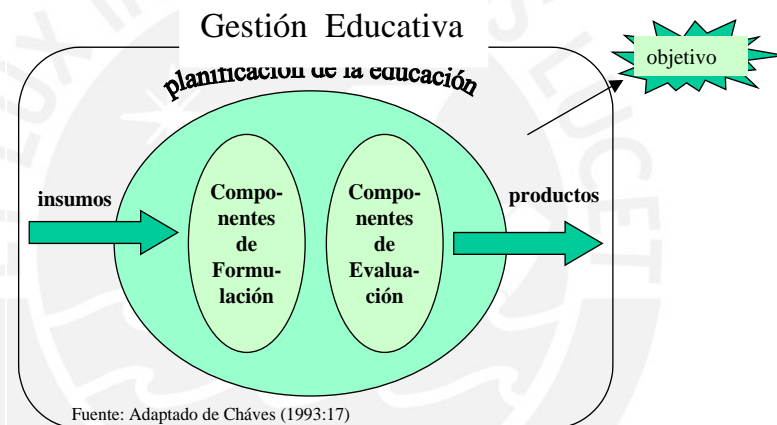 Gestión Educativa
objetivo
planificación de la educación
insumos
Compo-
nentes
de
Formu-
lación
Compo-
nentes
de
Evalua-
ción
productos
Fuente: Adaptado de Cháves (1993:17)